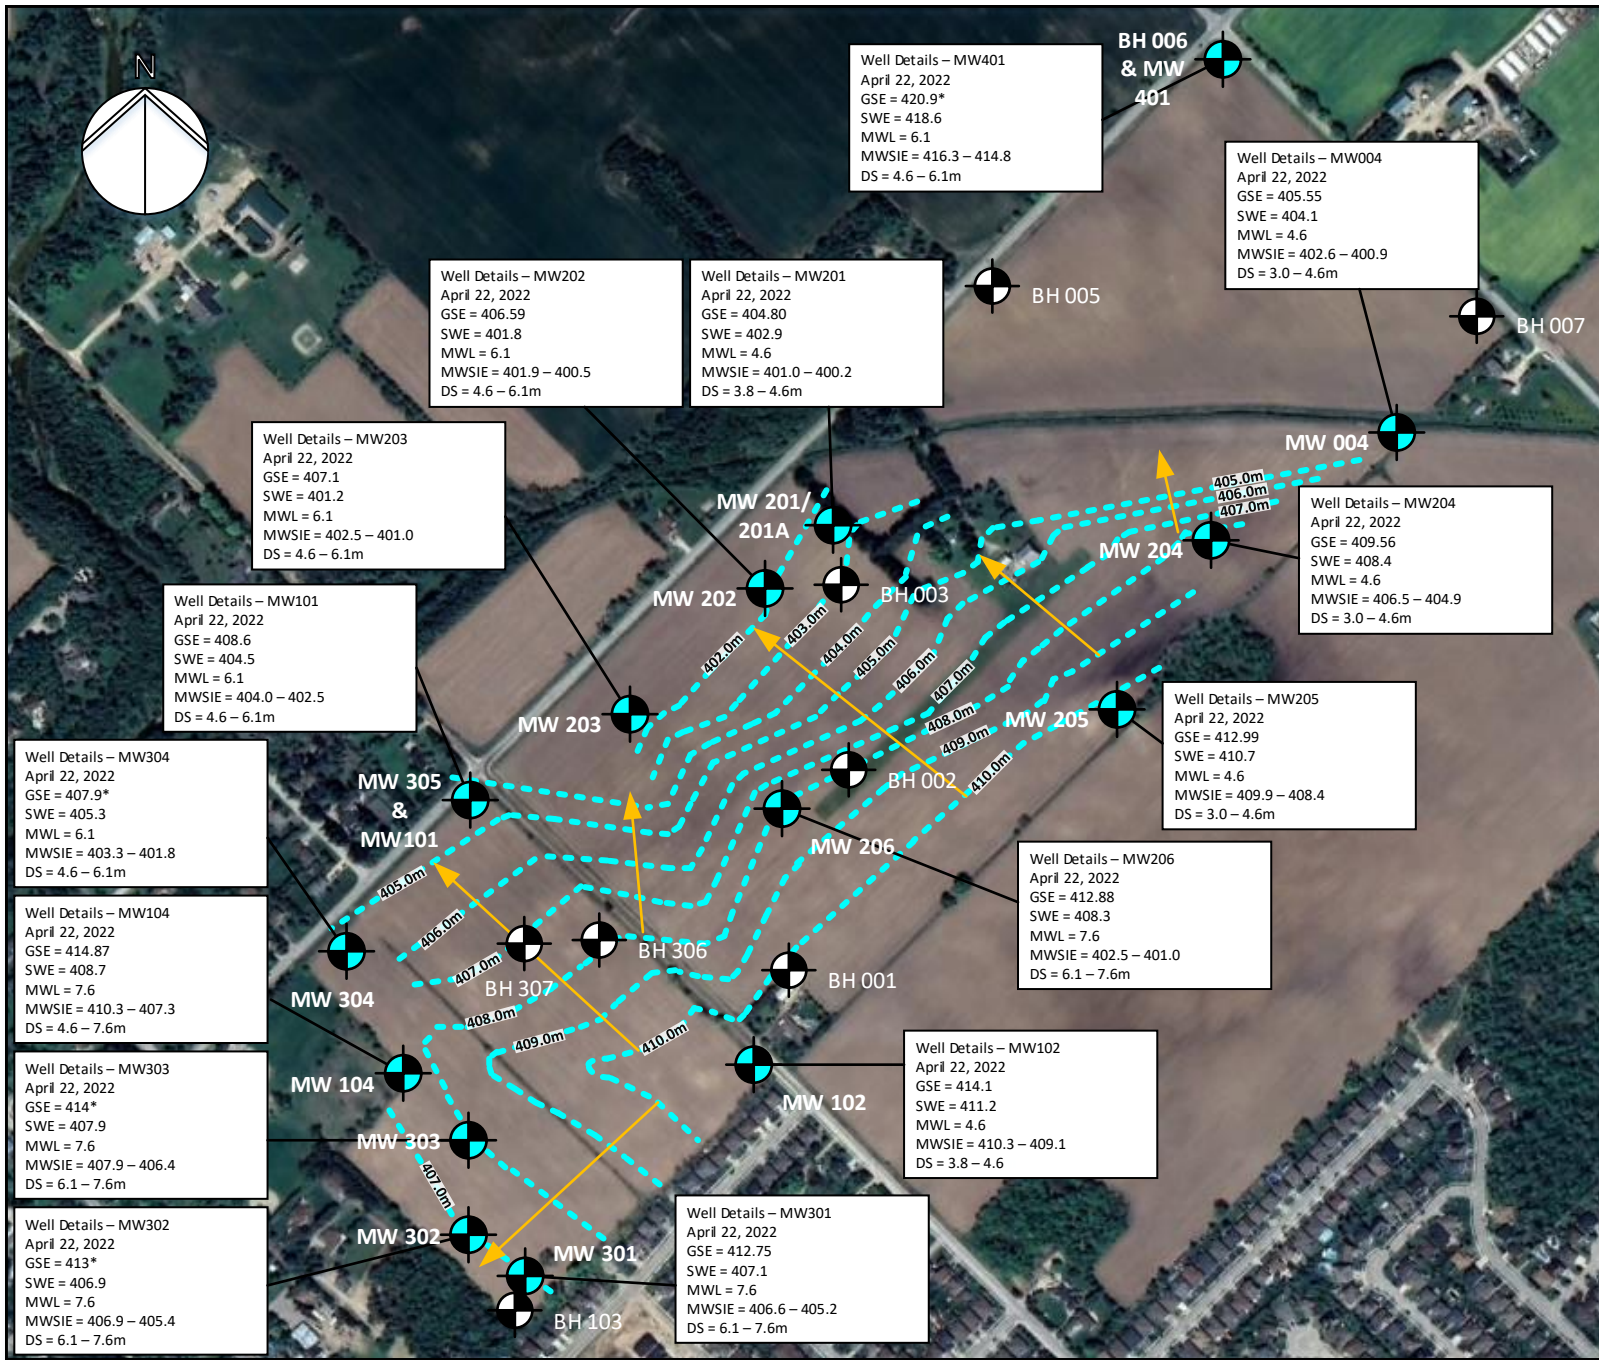 N
BH 006
& MW
401
Well Details – MW401
April 22, 2022
GSE = 420.9*
SWE = 418.6
MWL = 6.1
MWSIE = 416.3 – 414.8
DS = 4.6 – 6.1m
Well Details – MW004
April 22, 2022
GSE = 405.55
SWE = 404.1
MWL = 4.6
MWSIE = 402.6 – 400.9
DS = 3.0 – 4.6m
Well Details – MW202
April 22, 2022
GSE = 406.59
SWE = 401.8
MWL = 6.1
MWSIE = 401.9 – 400.5
DS = 4.6 – 6.1m
Well Details – MW201
April 22, 2022
GSE = 404.80
SWE = 402.9
MWL = 4.6
MWSIE = 401.0 – 400.2
DS = 3.8 – 4.6m
BH 005
BH 007
Well Details – MW203
April 22, 2022
GSE = 407.1
SWE = 401.2
MWL = 6.1
MWSIE = 402.5 – 401.0
DS = 4.6 – 6.1m
MW 004
405.0m
406.0m
407.0m
MW 201/
201A
MW 204
Well Details – MW204
April 22, 2022
GSE = 409.56
SWE = 408.4
MWL = 4.6
MWSIE = 406.5 – 404.9
DS = 3.0 – 4.6m
Well Details – MW101
April 22, 2022
GSE = 408.6
SWE = 404.5
MWL = 6.1
MWSIE = 404.0 – 402.5
DS = 4.6 – 6.1m
MW 202
BH 003
402.0m
403.0m
404.0m
405.0m
406.0m
407.0m
408.0m
409.0m
410.0m
MW 203
MW 205
Well Details – MW205
April 22, 2022
GSE = 412.99
SWE = 410.7
MWL = 4.6
MWSIE = 409.9 – 408.4
DS = 3.0 – 4.6m
Well Details – MW304
April 22, 2022
GSE = 407.9*
SWE = 405.3
MWL = 6.1
MWSIE = 403.3 – 401.8
DS = 4.6 – 6.1m
MW 305
&
MW101
BH 002
MW 206
Well Details – MW206
April 22, 2022
GSE = 412.88
SWE = 408.3
MWL = 7.6
MWSIE = 402.5 – 401.0
DS = 6.1 – 7.6m
405.0m
406.0m
407.0m
408.0m
409.0m
410.0m
Well Details – MW104
April 22, 2022
GSE = 414.87
SWE = 408.7
MWL = 7.6
MWSIE = 410.3 – 407.3
DS = 4.6 – 7.6m
BH 306
BH 307
BH 001
MW 304
Well Details – MW303
April 22, 2022
GSE = 414*
SWE = 407.9
MWL = 7.6
MWSIE = 407.9 – 406.4
DS = 6.1 – 7.6m
MW 104
MW 102
Well Details – MW102
April 22, 2022
GSE = 414.1
SWE = 411.2
MWL = 4.6
MWSIE = 410.3 – 409.1
DS = 3.8 – 4.6
MW 303
407.0m
Well Details – MW302
April 22, 2022
GSE = 413*
SWE = 406.9
MWL = 7.6
MWSIE = 406.9 – 405.4
DS = 6.1 – 7.6m
MW 302
MW 301
Well Details – MW301
April 22, 2022
GSE = 412.75
SWE = 407.1
MWL = 7.6
MWSIE = 406.6 – 405.2
DS = 6.1 – 7.6m
BH 103